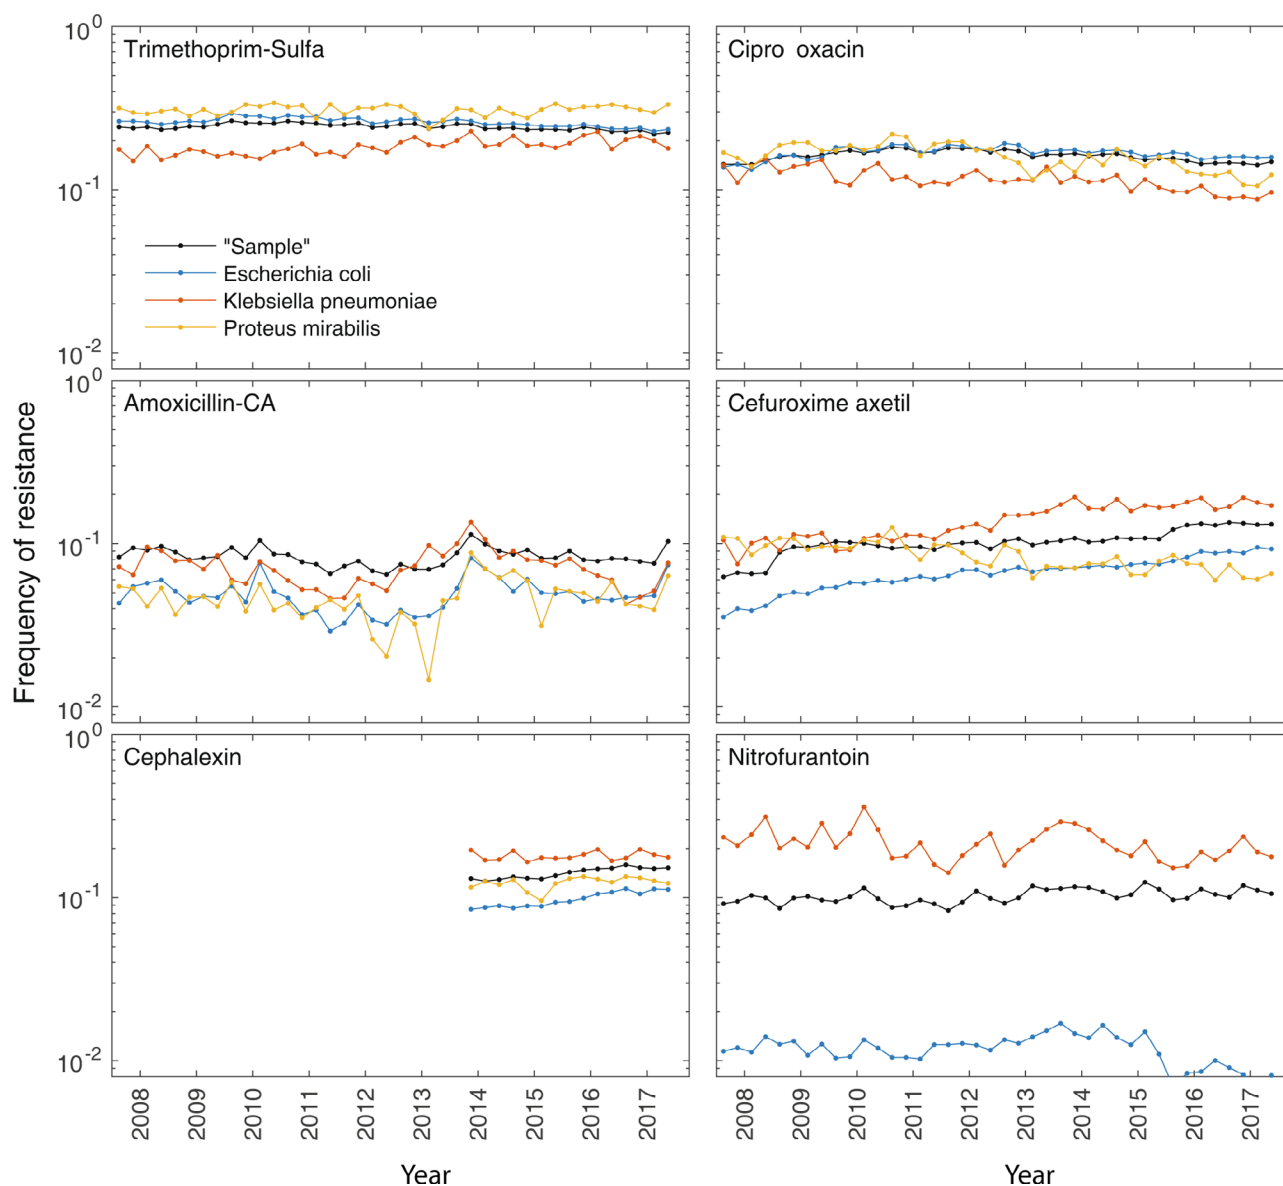 Trimethoprim-Sulfa
Cipro oxacin
10^0
10^-1
10^-2
"Sample"
Escherichia coli
Klebsiella pneumoniae
Proteus mirabilis
Amoxicillin-CA
Cefuroxime axetil
10^0
10^-1
10^-2
Frequency of resistance
Cephalexin
Nitrofurantoin
10^0
10^-1
10^-2
2008 2009 2010 2011 2012 2013 2014 2015 2016 2017
2008 2009 2010 2011 2012 2013 2014 2015 2016 2017
Year
Year